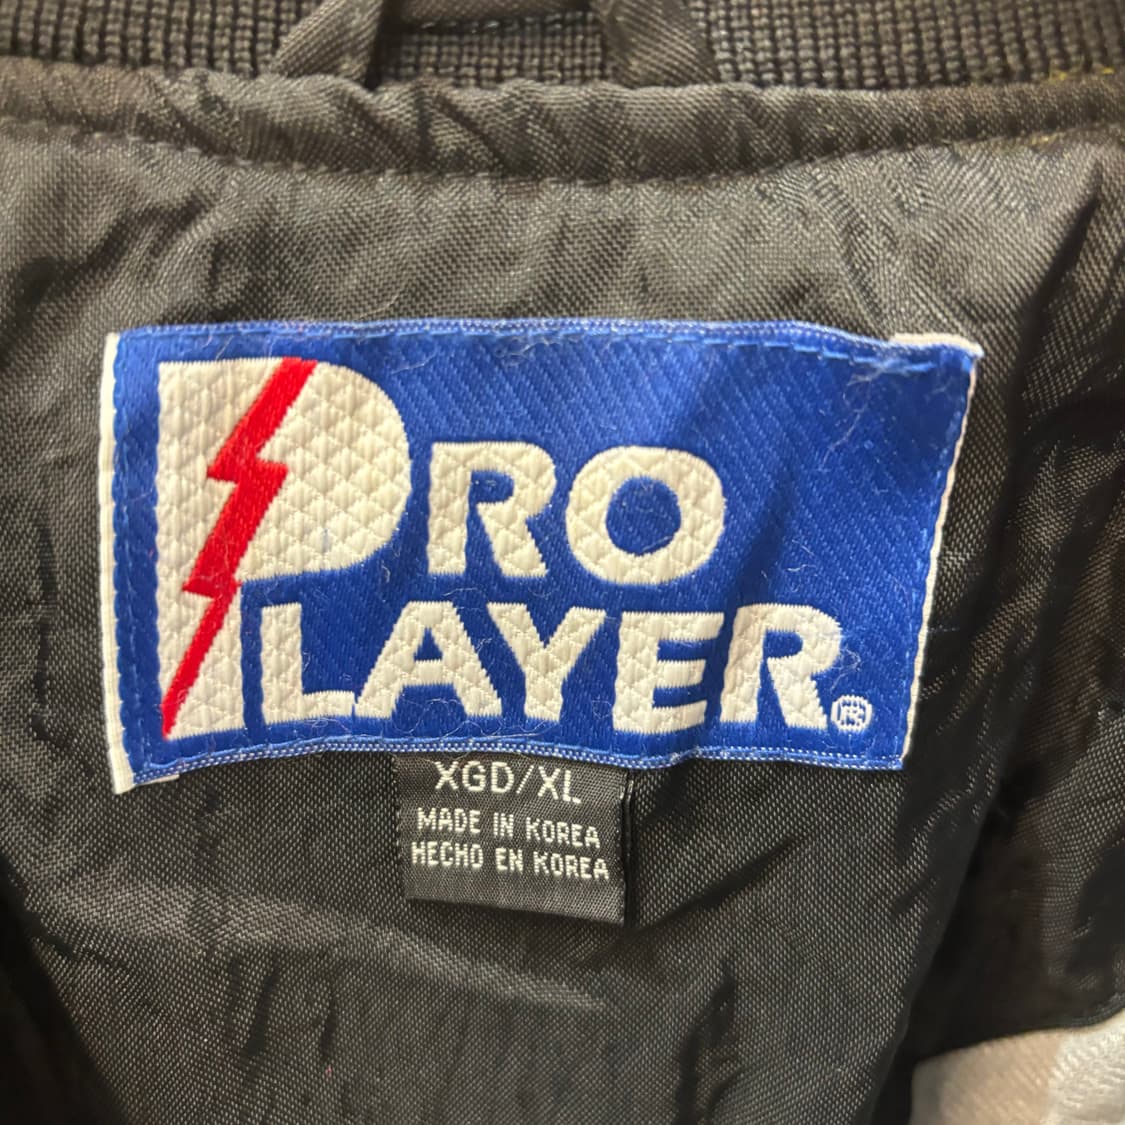 PRO
PLAYER®
XGD/XL
MADE IN KOREA
HECHO EN KOREA